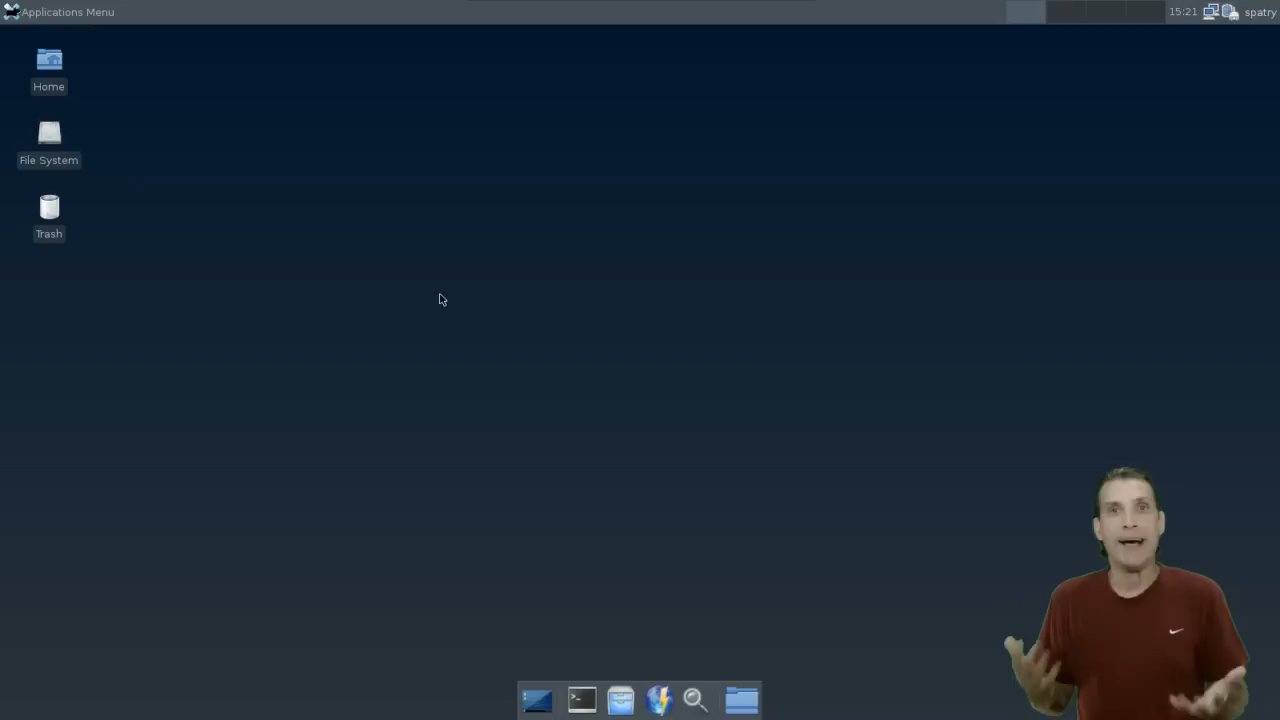 Applications Menu
15:21
spatry
Home
File System
Trash